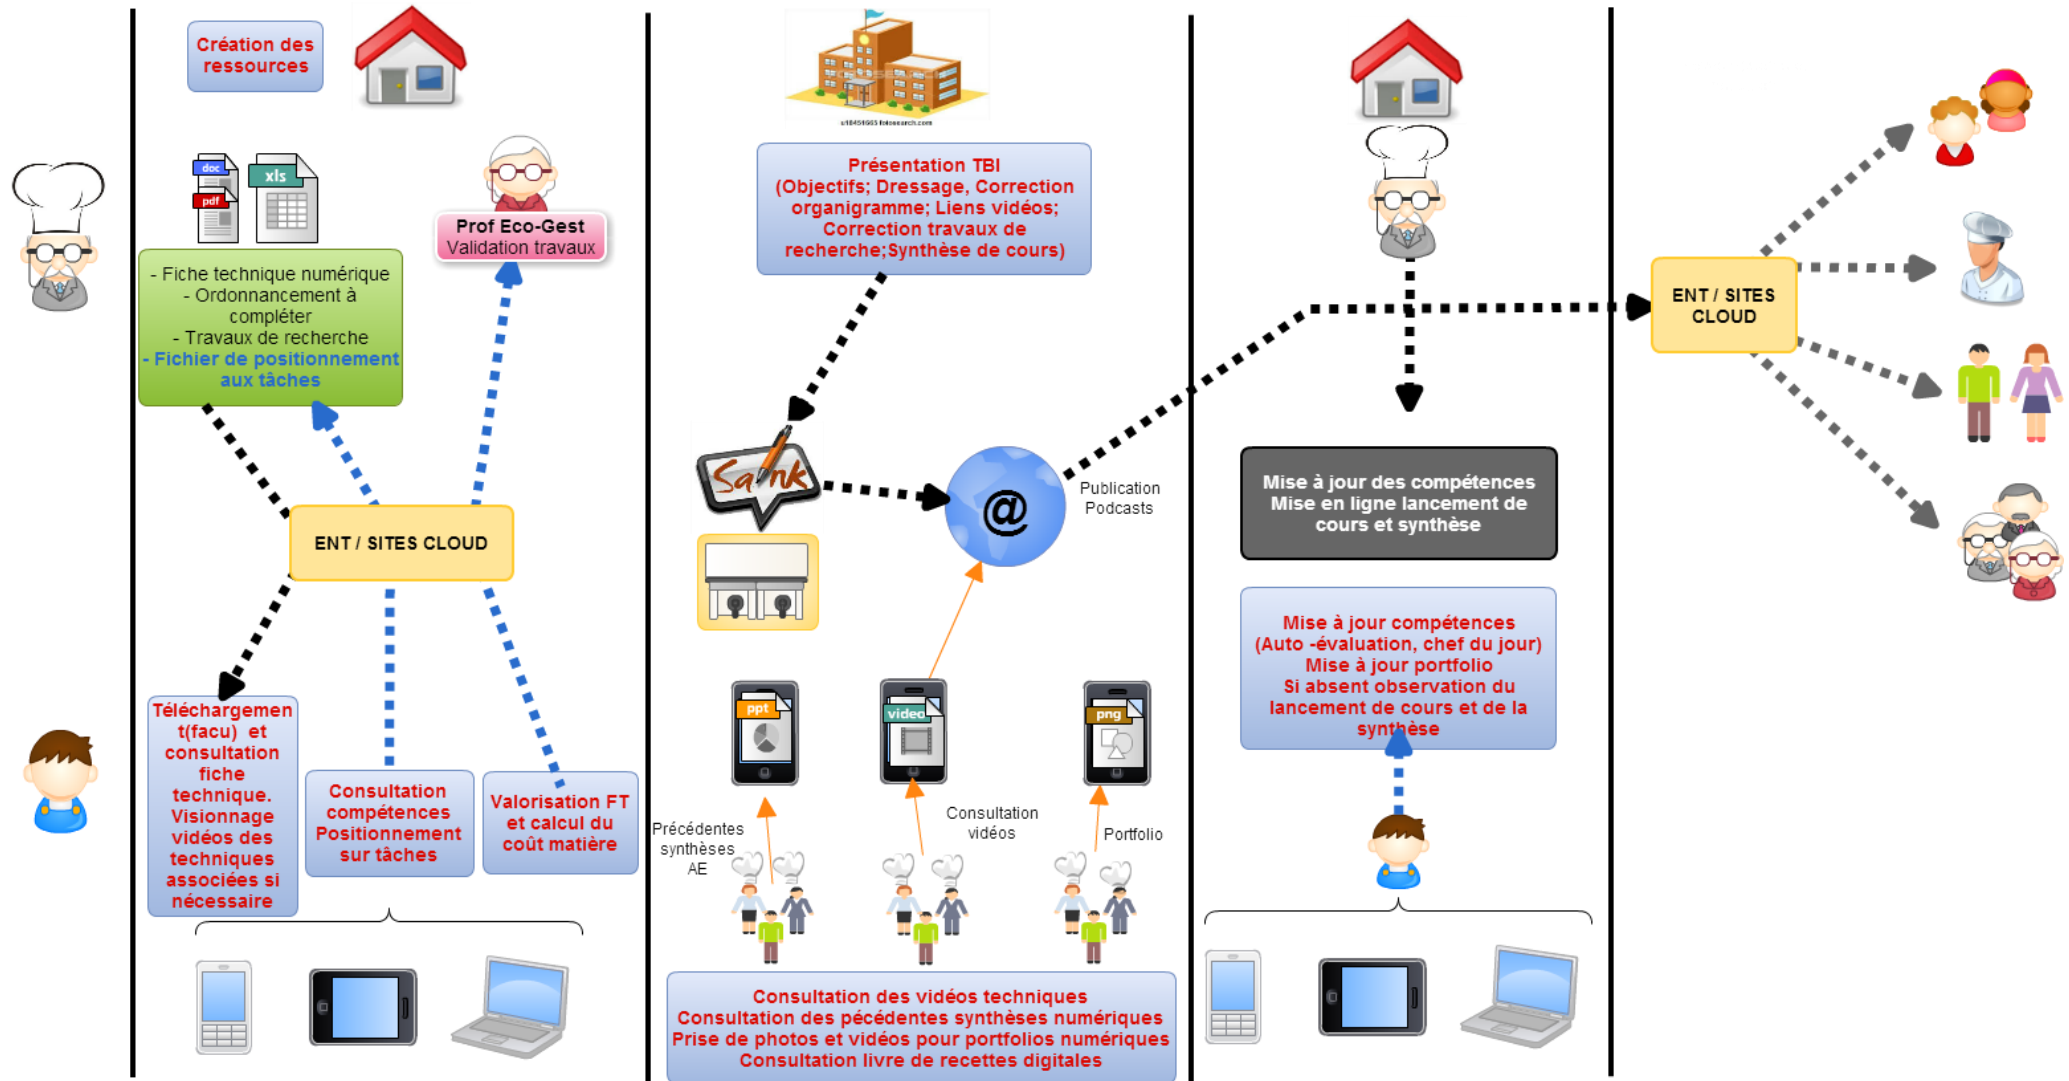 Création des
ressources
doc
pdf
xls
Prof Eco-Gest
Validation travaux
- Fiche technique numérique
- Ordonnancement à
compléter
- Travaux de recherche
- Fichier de positionnement
aux tâches
ENT / SITES CLOUD
Téléchargemen
t(facu) et
consultation
fiche
technique.
Visionnage
vidéos des
techniques
associées si
nécessaire
Consultation
compétences
Positionnement
sur tâches
Valorisation FT
et calcul du
coût matière
u18451663 fotosearch.com
Présentation TBI
(Objectifs; Dressage, Correction
organigramme; Liens vidéos;
Correction travaux de
recherche;Synthèse de cours)
@
Publication
Podcasts
ppt
video
png
Précédentes
synthèses
AE
Consultation
vidéos
Portfolio
Consultation des vidéos techniques
Consultation des pécédentes synthèses numériques
Prise de photos et vidéos pour portfolios numériques
Consultation livre de recettes digitales
Mise à jour des compétences
Mise en ligne lancement de
cours et synthèse
Mise à jour compétences
(Auto -évaluation, chef du jour)
Mise à jour portfolio
Si absent observation du
lancement de cours et de la
synthèse
ENT / SITES
CLOUD